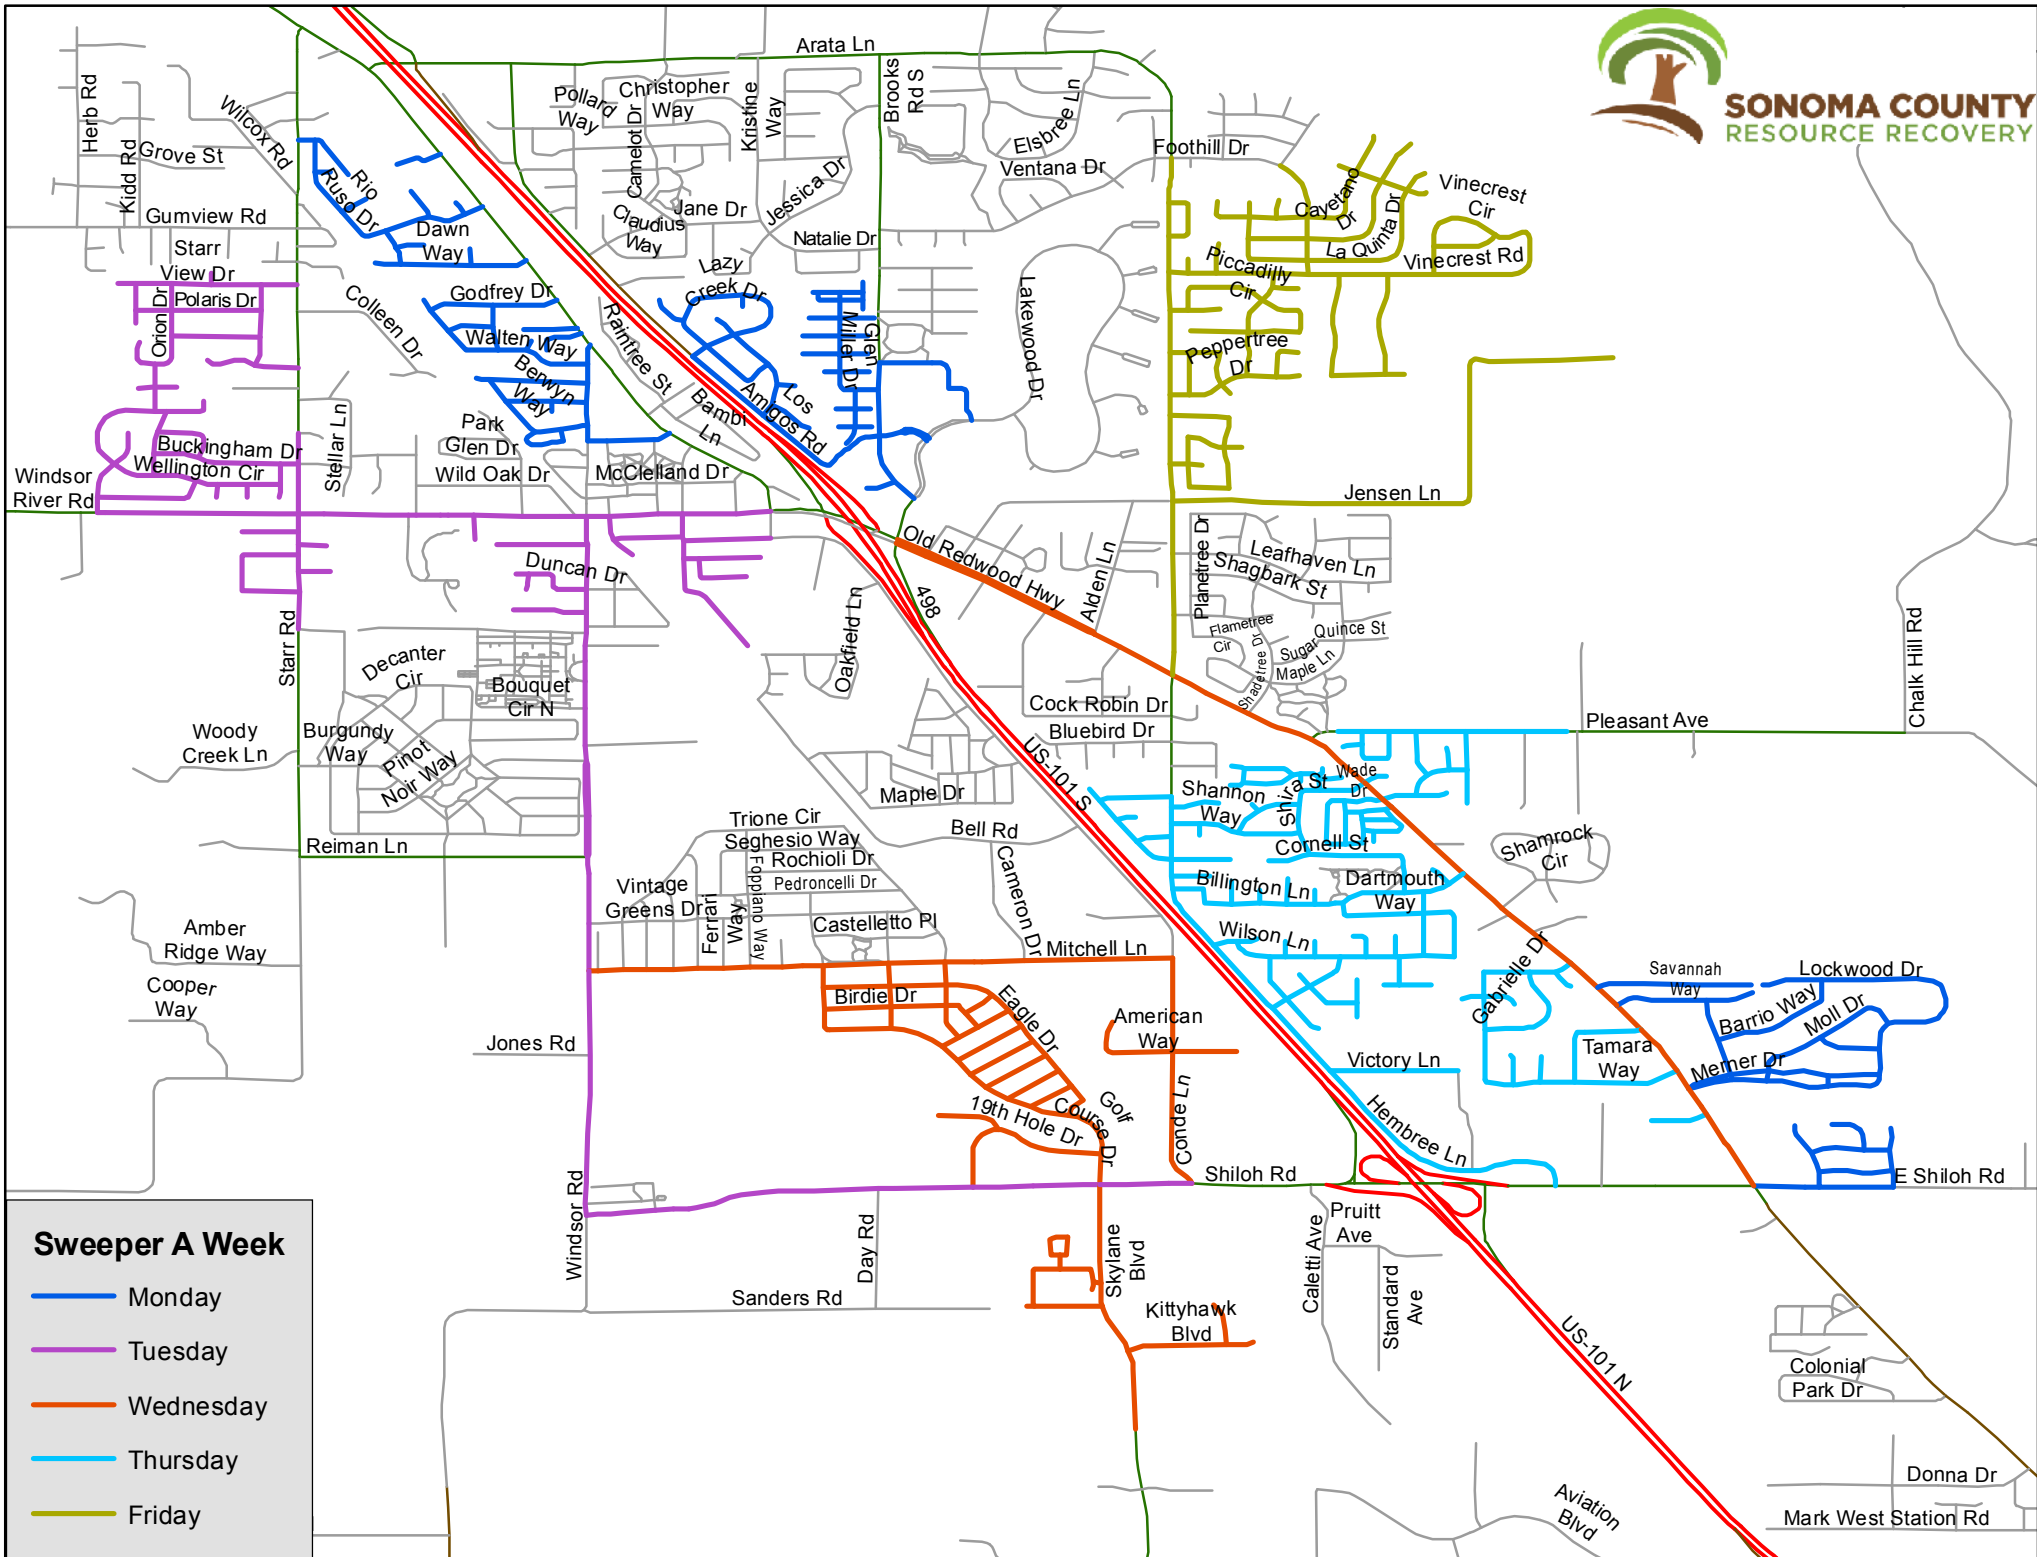 SONOMA COUNTY
RESOURCE RECOVERY
Arata Ln
Herb Rd
Kidd Rd
Wilcox Rd
Grove St
Gumview Rd
Starr
View Dr
Polaris Dr
Orion Dr
Rio
Ruso Dr
Dawn
Way
Colleen Dr
Godfrey Dr
Walten Way
Berwyn
Way
Pollard
Way
Christopher
Way
Camelot Dr
Kristine
Way
Brooks
Rd S
Elsbree Ln
Ventana Dr
Foothill Dr
Jessica Dr
Jane Dr
Claudius
Way
Natalie Dr
Lazy
Creek Dr
Raintree St
Bambi
Ln
Los
Amigos Rd
Glen
Miller Dr
Lakewood Dr
Cayetano
Dr
La Quinta Dr
Vinecrest
Cir
Vinecrest Rd
Piccadilly
Cir
Peppertree
Dr
Jensen Ln
Buckingham Dr
Wellington Cir
Windsor
River Rd
Stellar Ln
Park
Glen Dr
Wild Oak Dr
McClelland Dr
Old Redwood Hwy
Alden Ln
Planetree Dr
Leafhaven Ln
Shagbark St
Flametree
Cir
Shadetree Dr
Sugar
Maple Ln
Quince St
Duncan Dr
498
Oakfield Ln
Starr Rd
Decanter
Cir
Bouquet
Cir N
Woody
Creek Ln
Burgundy
Way
Pinot
Noir Way
Reiman Ln
Cock Robin Dr
Bluebird Dr
US-101 S
Maple Dr
Bell Rd
Pleasant Ave
Chalk Hill Rd
Shannon
Way
Shira St
Wade
Dr
Cornell St
Billington Ln
Dartmouth
Way
Wilson Ln
Shamrock
Cir
Trione Cir
Seghesio Way
Rochioli Dr
Pedroncelli Dr
Foppiano Way
Vintage
Greens Dr
Ferrari
Way
Castelletto Pl
Cameron Dr
Mitchell Ln
Amber
Ridge Way
Cooper
Way
Jones Rd
Birdie Dr
Eagle Dr
American
Way
Conde Ln
Golf
Course Dr
19th Hole Dr
Gabrielle Dr
Savannah
Way
Lockwood Dr
Barrio Way
Moll Dr
Merner Dr
Tamara
Way
Victory Ln
Hembree Ln
Shiloh Rd
E Shiloh Rd
Windsor Rd
Day Rd
Sanders Rd
Skylane
Blvd
Kittyhawk
Blvd
Caletti Ave
Pruitt
Ave
Standard
Ave
US-101 N
Colonial
Park Dr
Donna Dr
Mark West Station Rd
Aviation
Blvd
Sweeper A Week
Monday
Tuesday
Wednesday
Thursday
Friday